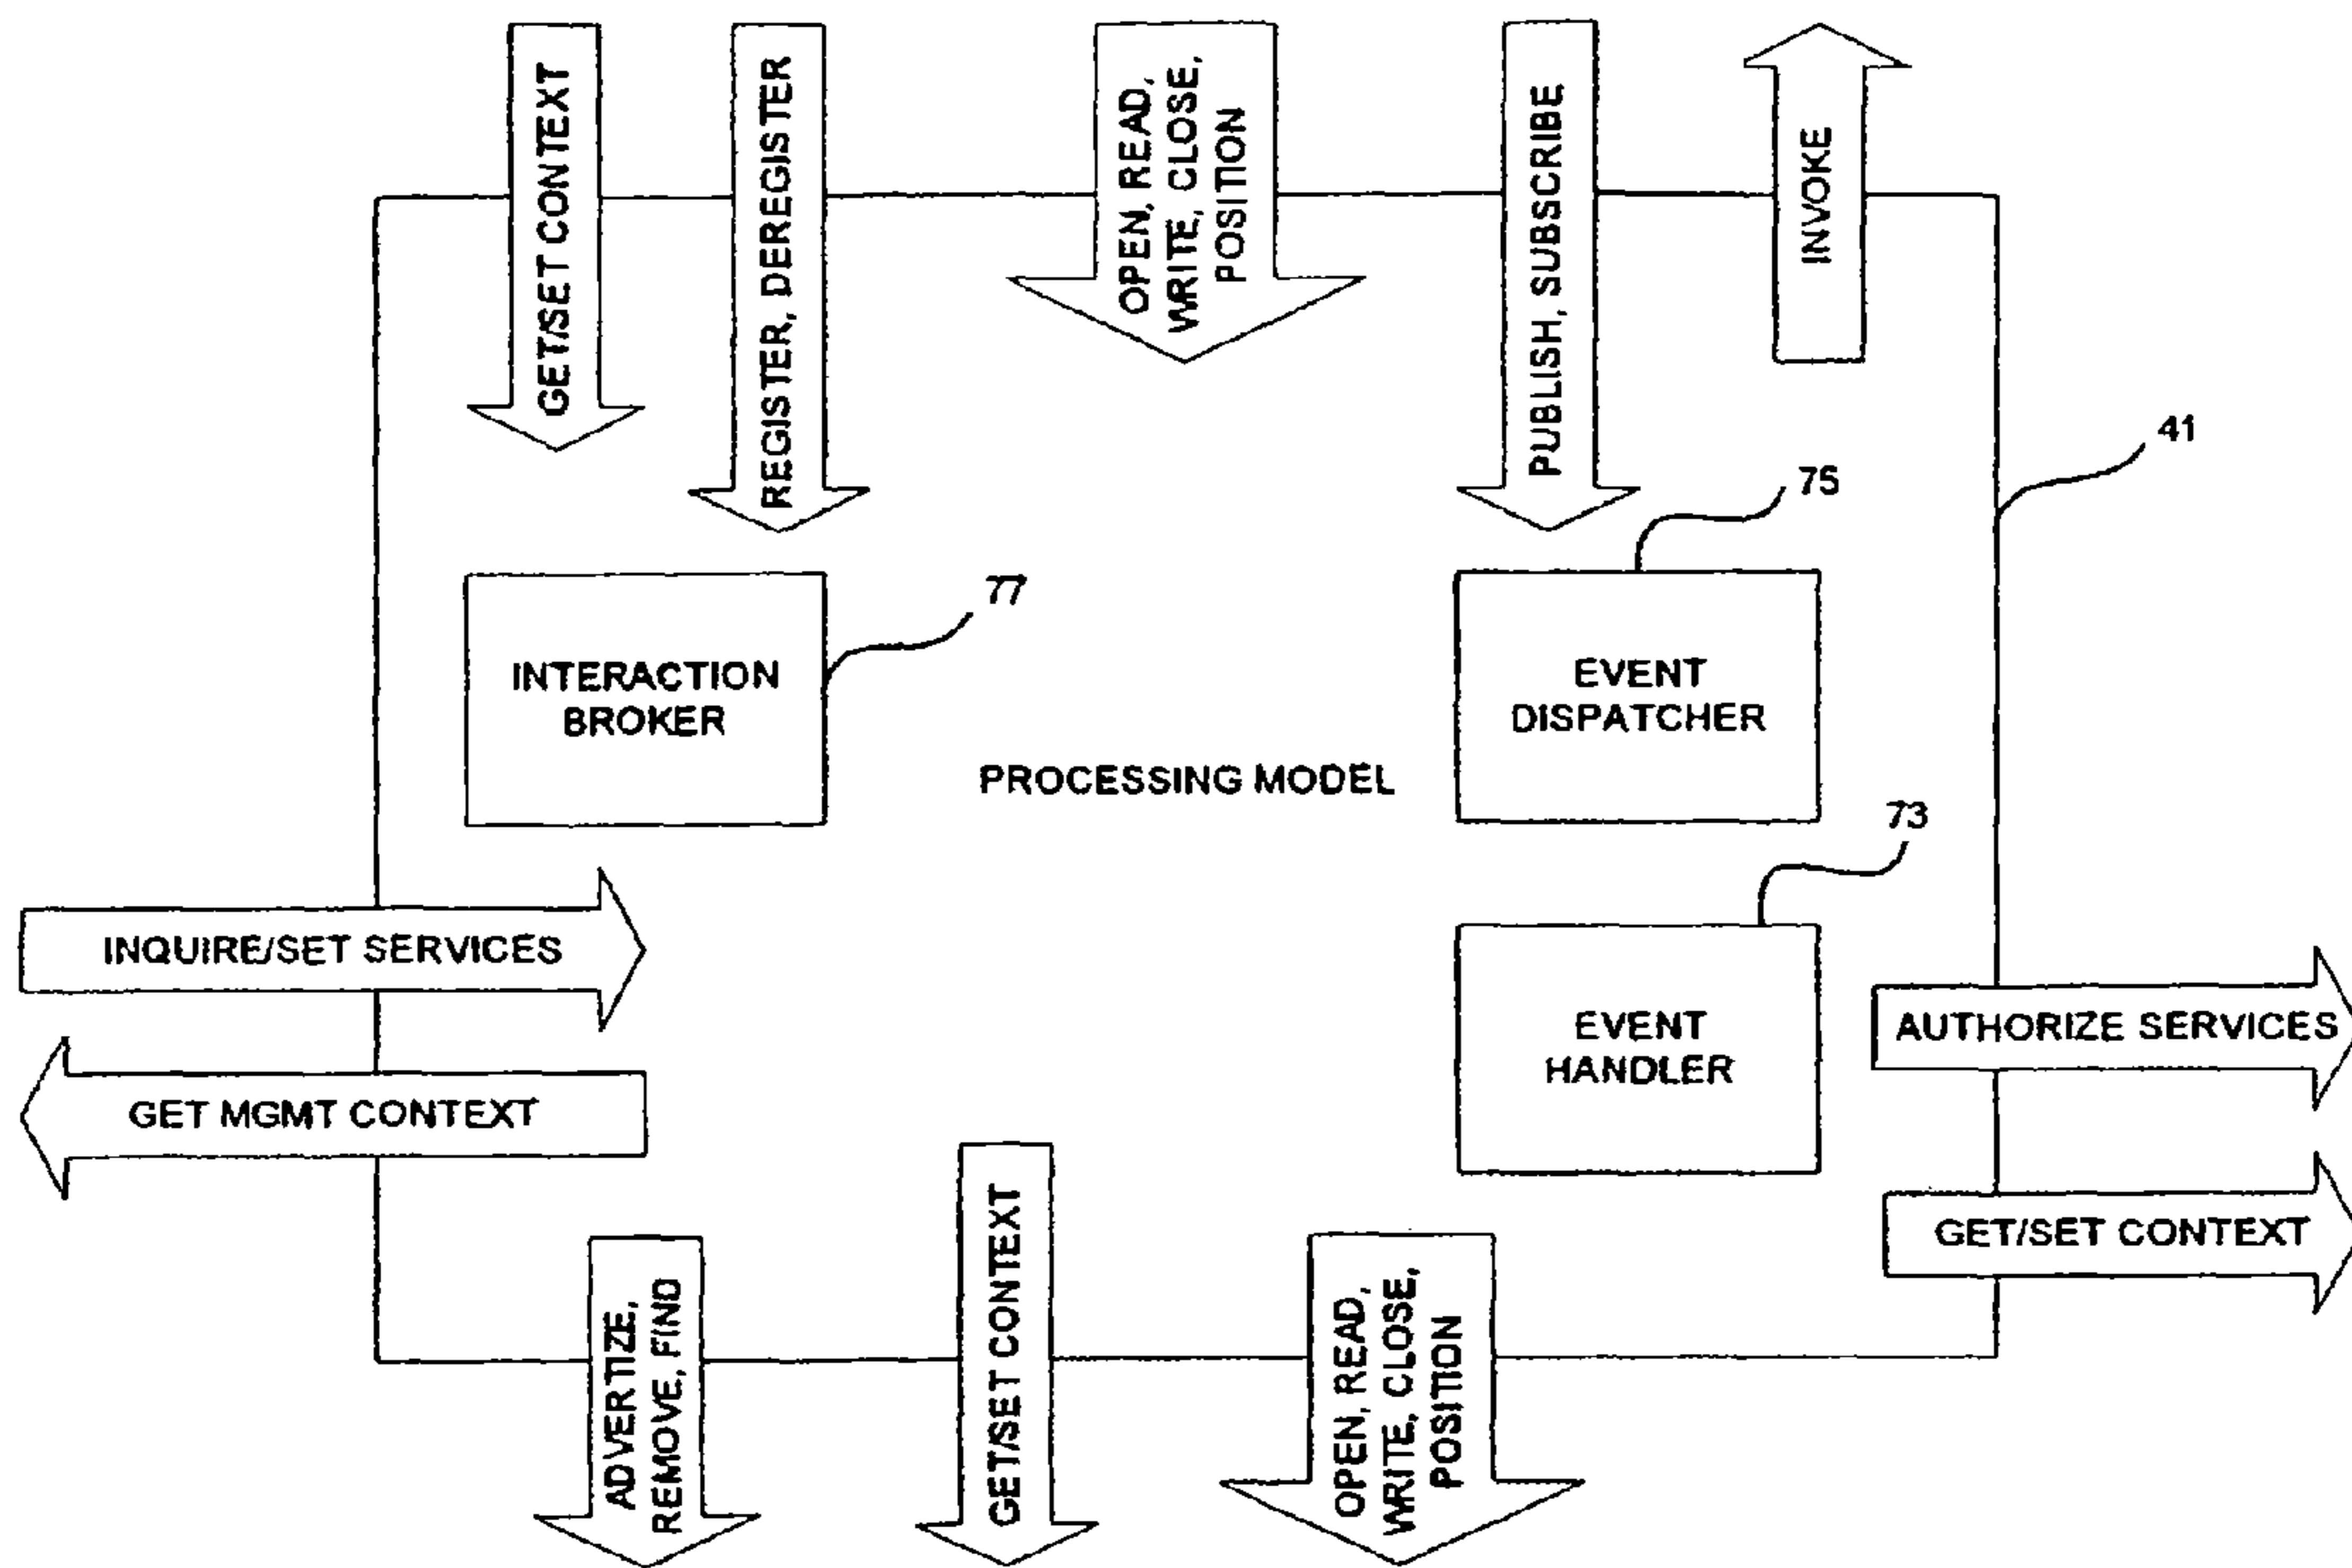 GET/SET CONTEXT
REGISTER, DEREGISTER
OPEN, READ,
WRITE, CLOSE,
POSITION
PUBLISH, SUBSCRIBE
INVOKE
41
75
77
INTERACTION
BROKER
EVENT
DISPATCHER
PROCESSING MODEL
73
INQUIRE/SET SERVICES
EVENT
HANDLER
AUTHORIZE SERVICES
GET MGMT CONTEXT
GET/SET CONTEXT
ADVERTIZE,
REMOVE, FIND
GET/SET CONTEXT
OPEN, READ,
WRITE, CLOSE,
POSITION